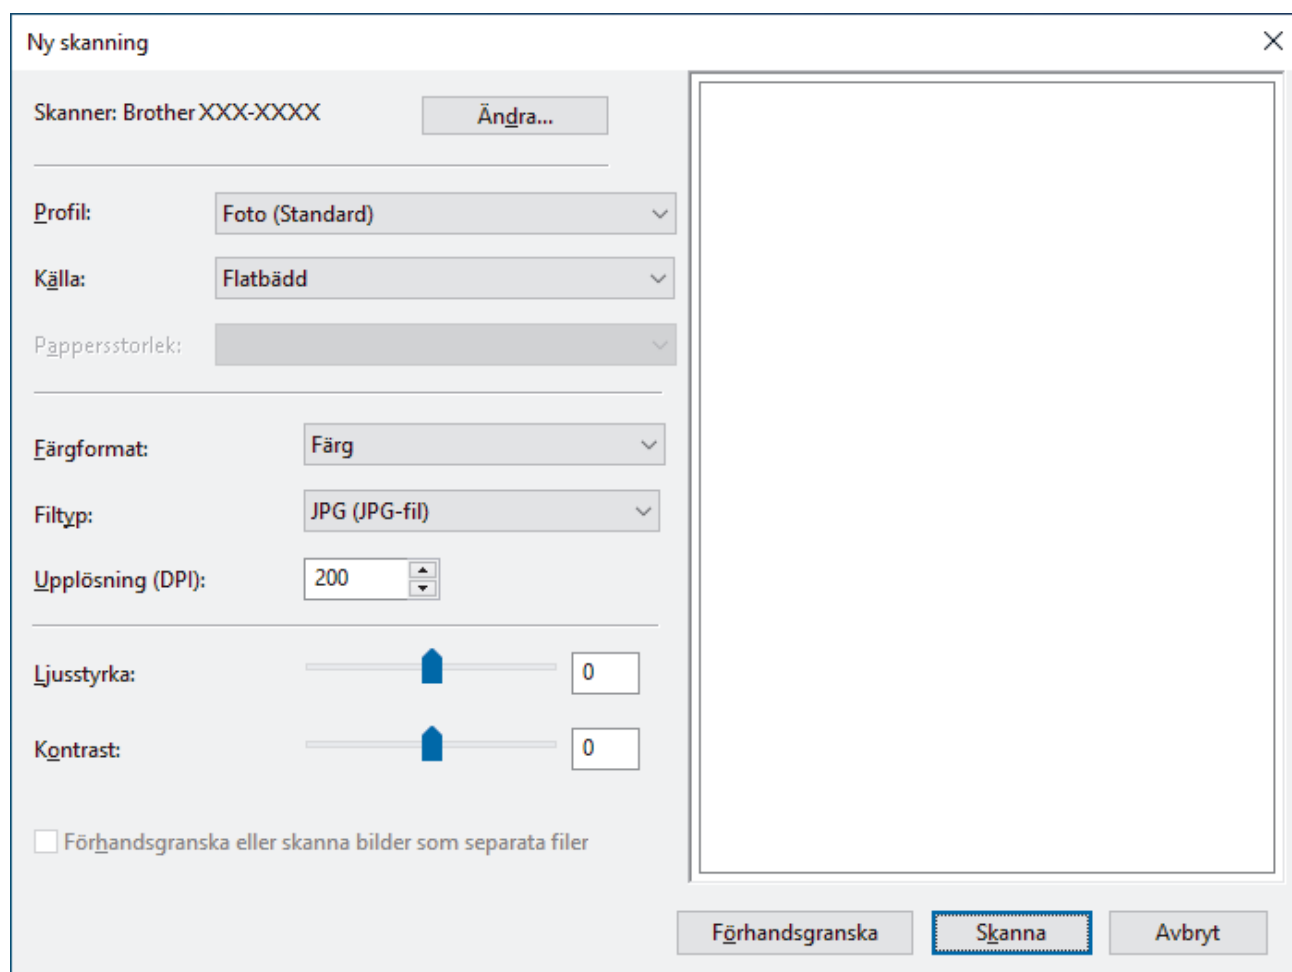 Ny skanning
Skanner: Brother XXX-XXXX
Ändra...
Profil:
Foto (Standard)
Källa:
Flatbädd
Pappersstorlek:
Färgformat:
Färg
Filtyp:
JPG (JPG-fil)
Upplösning (DPI):
200
Ljusstyrka:
0
Kontrast:
0
Förhandsgranska eller skanna bilder som separata filer
Förhandsgranska
Skanna
Avbryt